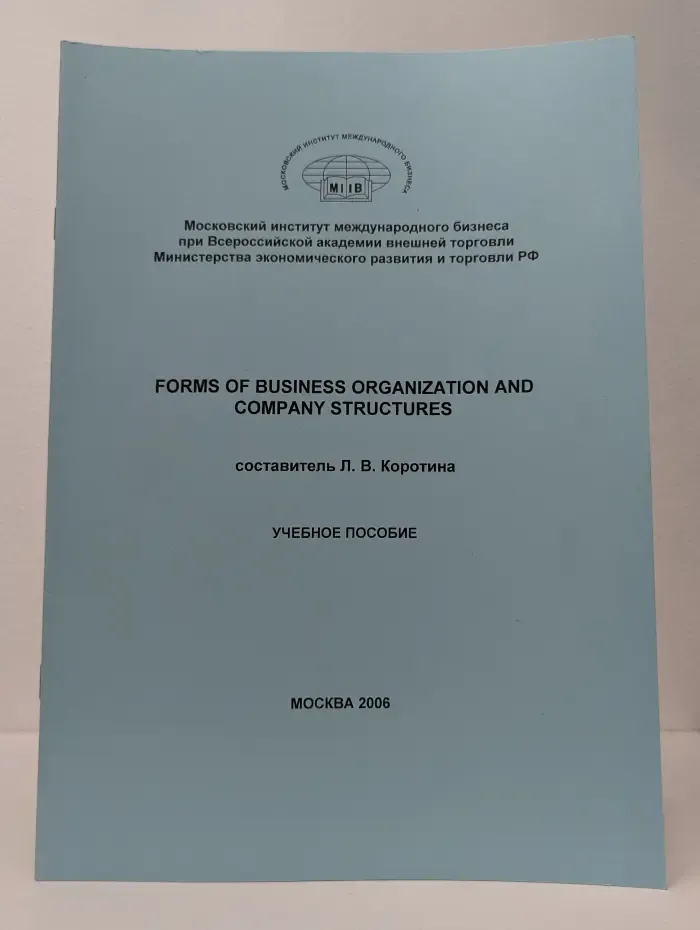 МОСКОВСКИЙ ИНСТИТУТ МЕЖДУНАРОДНОГО БИЗНЕСА
MIIB
Московский институт международного бизнеса
при Всероссийской академии внешней торговли
Министерства экономического развития и торговли РФ
FORMS OF BUSINESS ORGANIZATION AND
COMPANY STRUCTURES
составитель Л. В. Коротина
УЧЕБНОЕ ПОСОБИЕ
МОСКВА 2006